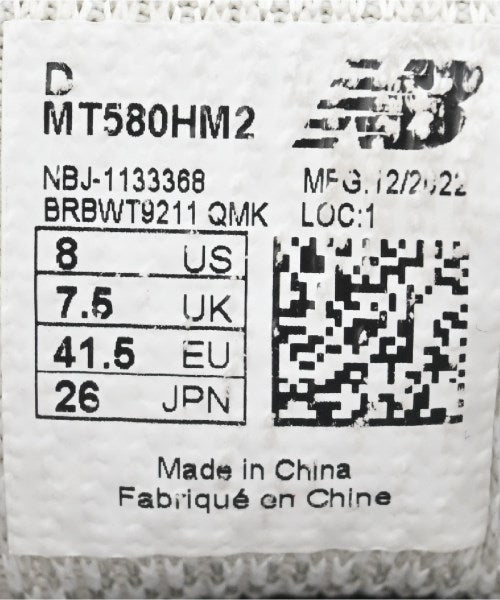 D
MT580HM2
NB
NBJ-1133368
MFG.12/2022
BRBWT9211 QMK
LOC:1
8 US
7.5 UK
41.5 EU
26 JPN
Made in China
Fabriqué en Chine